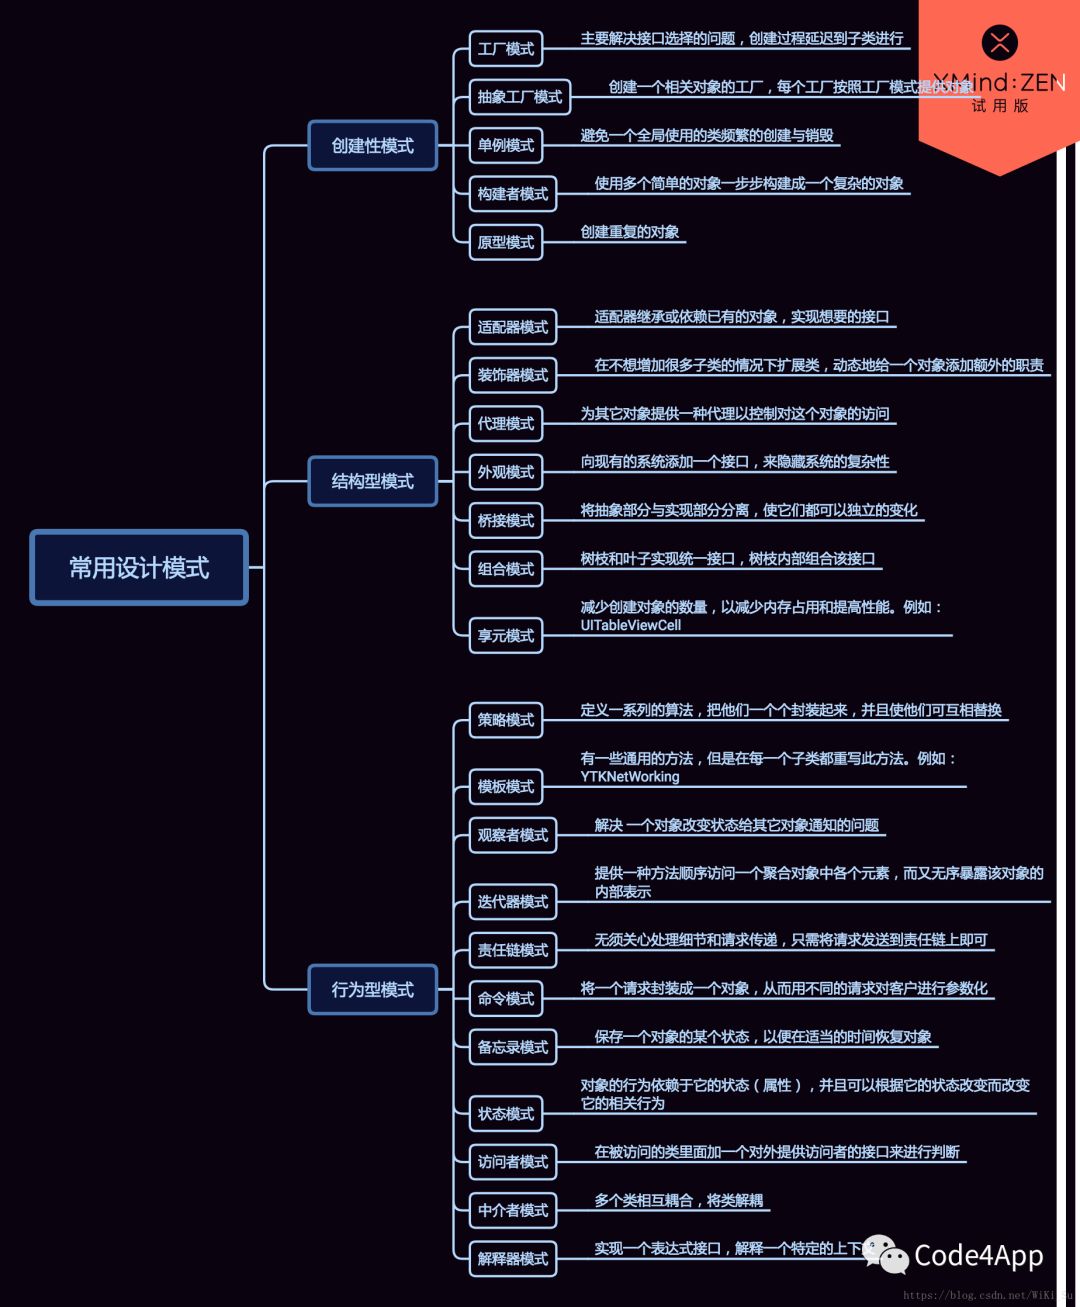 常用设计模式
创建性模式
工厂模式
主要解决接口选择的问题，创建过程延迟到子类进行
抽象工厂模式
创建一个相关对象的工厂，每个工厂按照工厂模式提供对象
单例模式
避免一个全局使用的类频繁的创建与销毁
构建者模式
使用多个简单的对象一步步构建成一个复杂的对象
原型模式
创建重复的对象
结构型模式
适配器模式
适配器继承或依赖已有的对象，实现想要的接口
装饰器模式
在不想增加很多子类的情况下扩展类，动态地给一个对象添加额外的职责
代理模式
为其它对象提供一种代理以控制对这个对象的访问
外观模式
向现有的系统添加一个接口，来隐藏系统的复杂性
桥接模式
将抽象部分与实现部分分离，使它们都可以独立的变化
组合模式
树枝和叶子实现统一接口，树枝内部组合该接口
享元模式
减少创建对象的数量，以减少内存占用和提高性能。例如：
UITableViewCell
行为型模式
策略模式
定义一系列的算法，把他们一个个封装起来，并且使他们可互相替换
模板模式
有一些通用的方法，但是在每一个子类都重写此方法。例如：
YTKNetWorking
观察者模式
解决 一个对象改变状态给其它对象通知的问题
迭代器模式
提供一种方法顺序访问一个聚合对象中各个元素，而又无序暴露该对象的
内部表示
责任链模式
无须关心处理细节和请求传递，只需将请求发送到责任链上即可
命令模式
将一个请求封装成一个对象，从而用不同的请求对客户进行参数化
备忘录模式
保存一个对象的某个状态，以便在适当的时间恢复对象
状态模式
对象的行为依赖于它的状态（属性），并且可以根据它的状态改变而改变
它的相关行为
访问者模式
在被访问的类里面加一个对外提供访问者的接口来进行判断
中介者模式
多个类相互耦合，将类解耦
解释器模式
实现一个表达式接口，解释一个特定的上下
XMind:ZEN
试用版
Code4App
https://blog.csdn.net/WiKi_Su